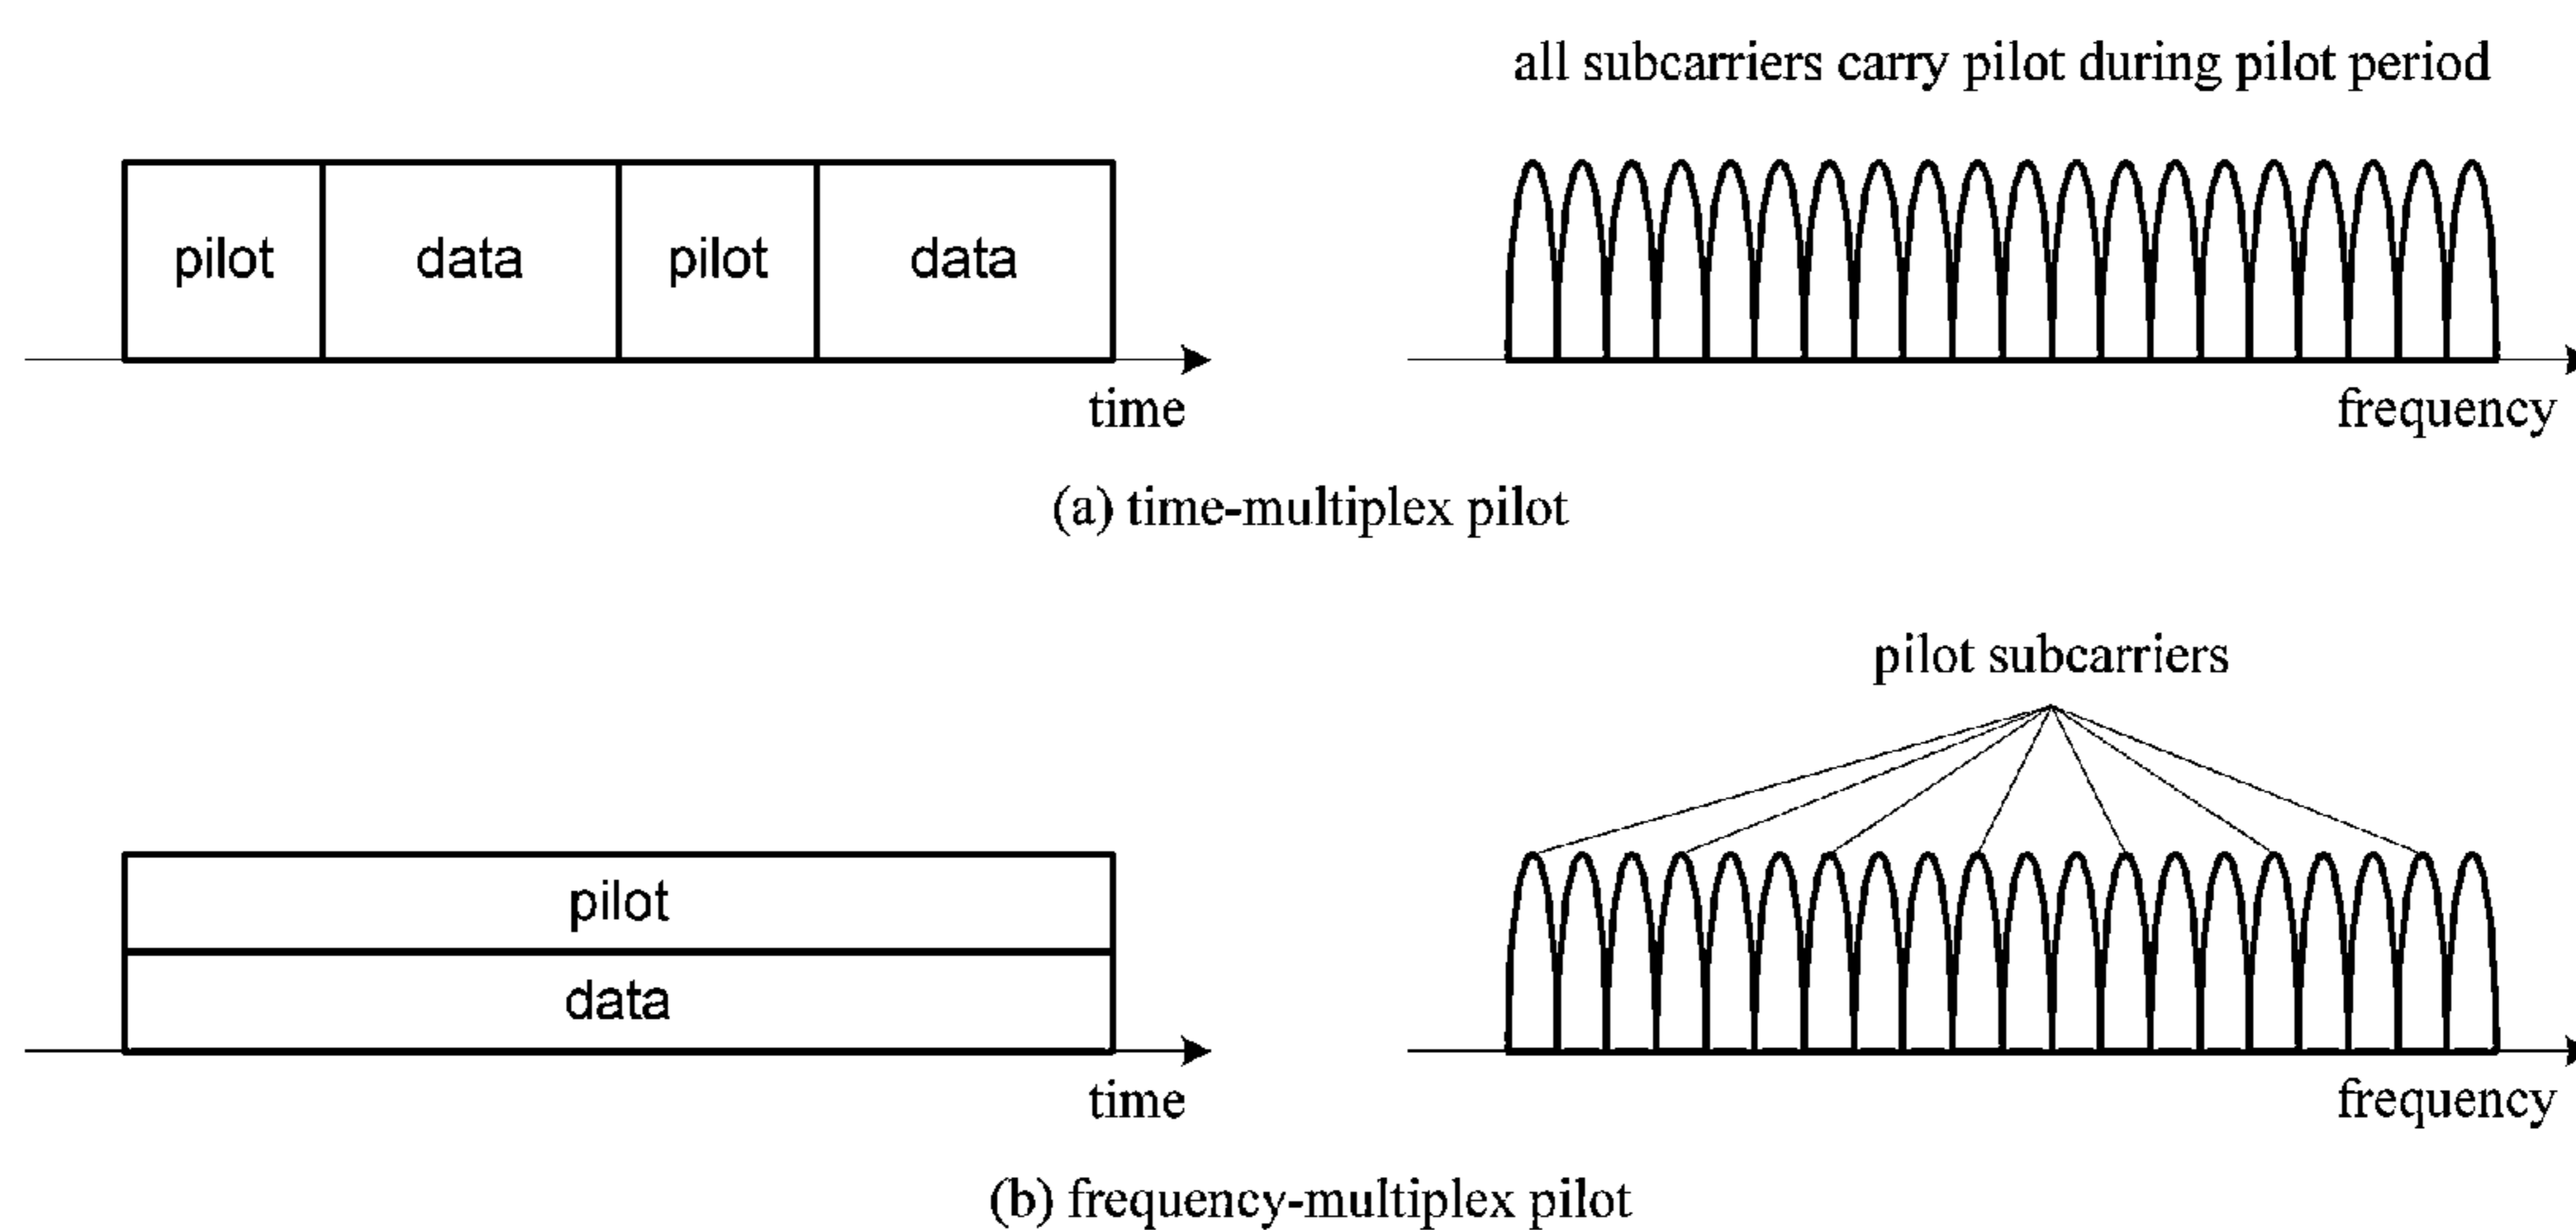 all subcarriers carry pilot during pilot period
pilot data pilot data
time
frequency
(a) time-multiplex pilot
pilot subcarriers
pilot
data
time
frequency
(b) frequency-multiplex pilot